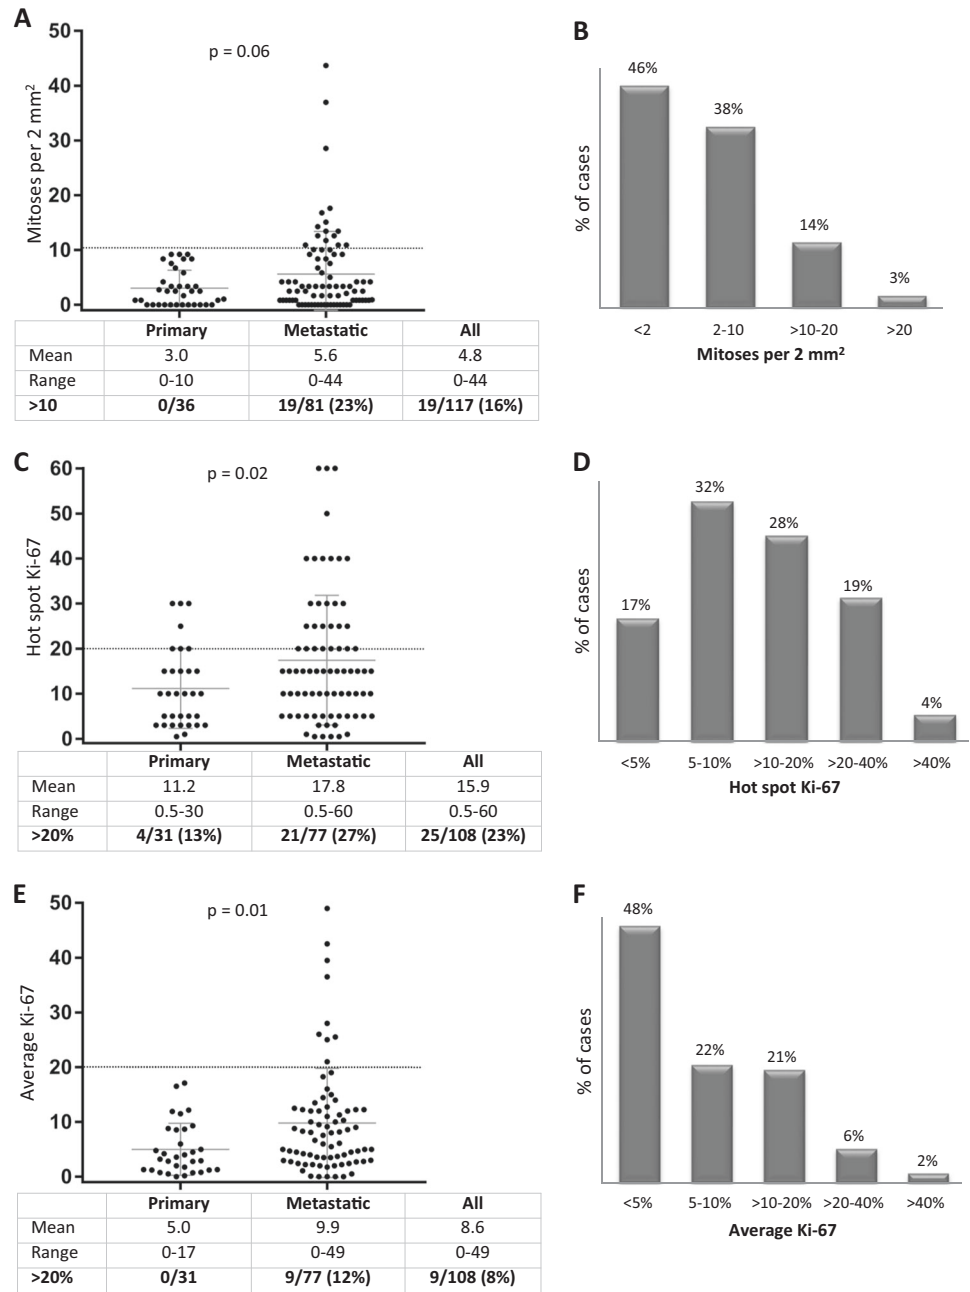 A
p = 0.06
Mitoses per 2 mm²
50
40
30
20
10
0
Primary Metastatic All
Mean 3.0 5.6 4.8
Range 0-10 0-44 0-44
>10 0/36 19/81 (23%) 19/117 (16%)
B
% of cases
46%
38%
14%
3%
<2 2-10 >10-20 >20
Mitoses per 2 mm²
C
p = 0.02
Hot spot Ki-67
60
50
40
30
20
10
0
Primary Metastatic All
Mean 11.2 17.8 15.9
Range 0.5-30 0.5-60 0.5-60
>20% 4/31 (13%) 21/77 (27%) 25/108 (23%)
D
% of cases
17%
32%
28%
19%
4%
<5% 5-10% >10-20% >20-40% >40%
Hot spot Ki-67
E
p = 0.01
Average Ki-67
50
40
30
20
10
0
Primary Metastatic All
Mean 5.0 9.9 8.6
Range 0-17 0-49 0-49
>20% 0/31 9/77 (12%) 9/108 (8%)
F
% of cases
48%
22%
21%
6%
2%
<5% 5-10% >10-20% >20-40% >40%
Average Ki-67